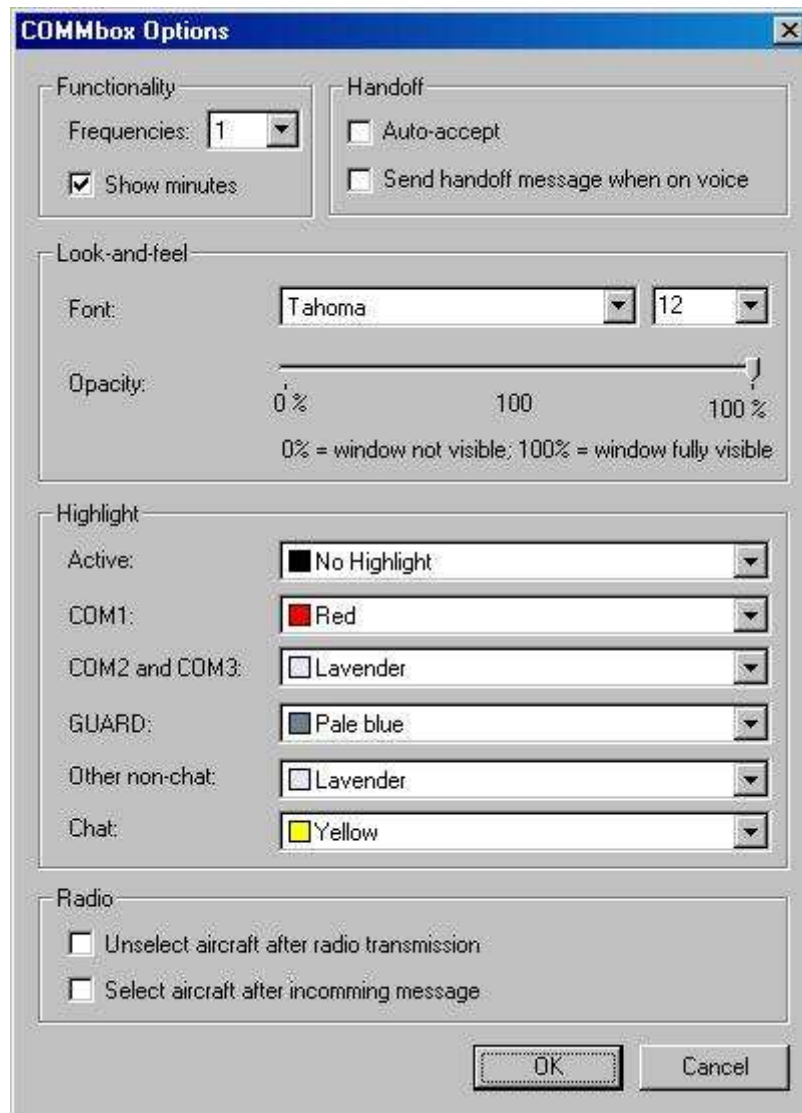 COMMbox Options
Functionality
Frequencies: 1
Show minutes
Handoff
Auto-accept
Send handoff message when on voice
Look-and-feel
Font: Tahoma 12
Opacity:
0 % 100 100 %
0% = window not visible; 100% = window fully visible
Highlight
Active: No Highlight
COM1: Red
COM2 and COM3: Lavender
GUARD: Pale blue
Other non-chat: Lavender
Chat: Yellow
Radio
Unselect aircraft after radio transmission
Select aircraft after incomming message
OK Cancel